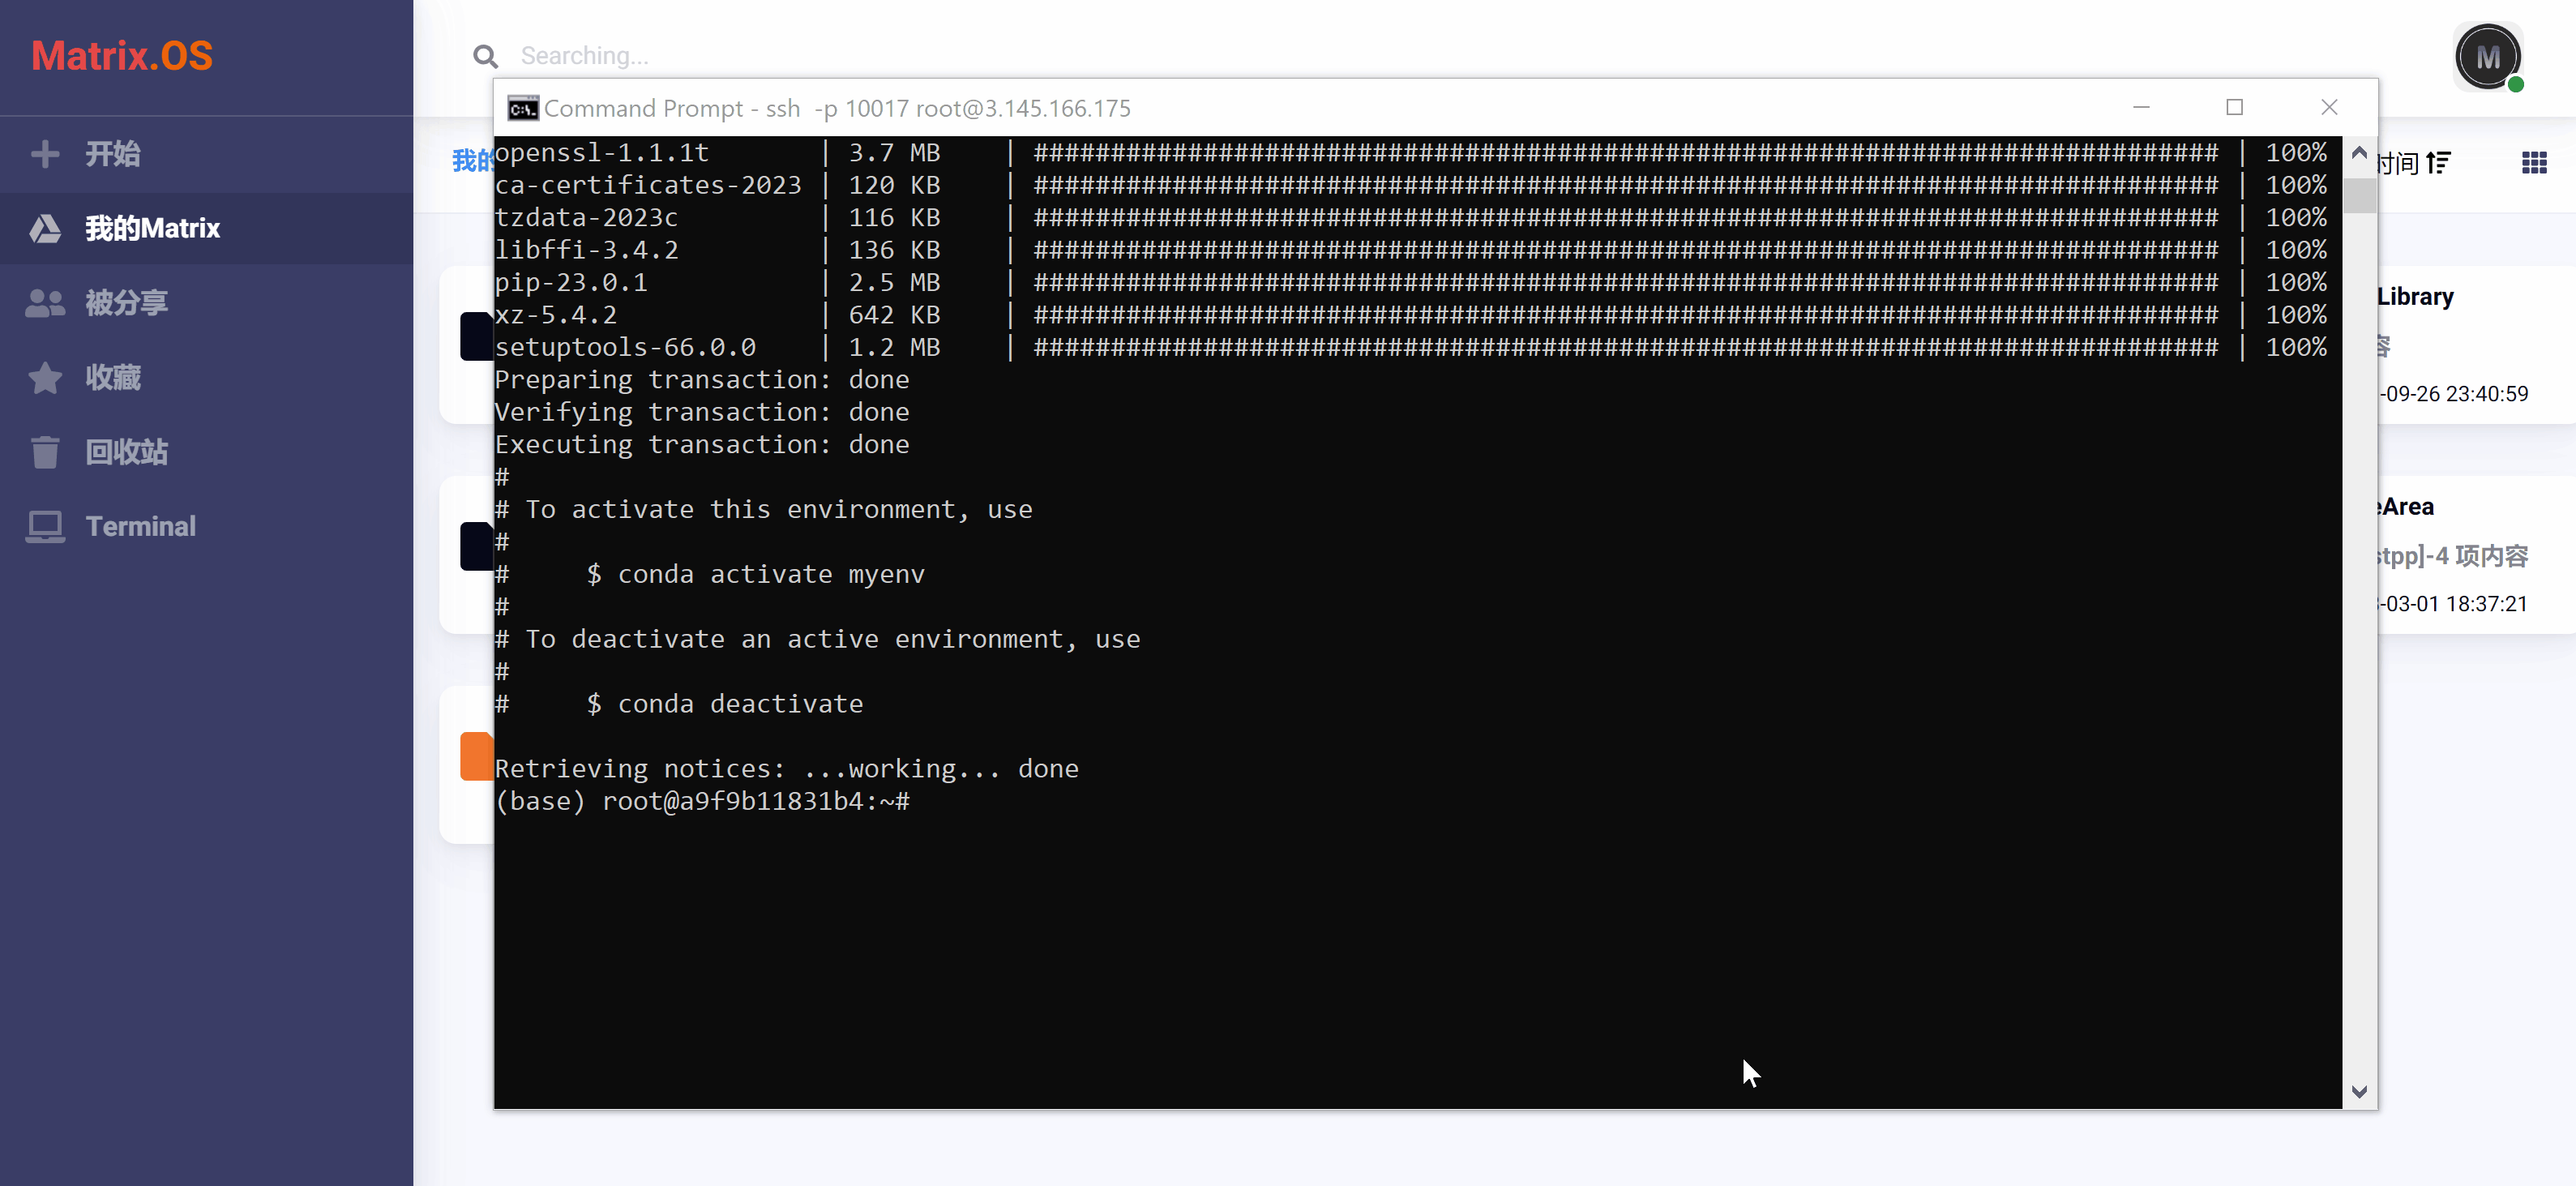 Matrix.OS
Searching...
M
Command Prompt - ssh  -p 10017 root@3.145.166.175
开始
我的Matrix
被分享
收藏
回收站
Terminal
我的
时间
openssl-1.1.1t | 3.7 MB | ############################################################################# | 100%
ca-certificates-2023 | 120 KB | ############################################################################# | 100%
tzdata-2023c | 116 KB | ############################################################################# | 100%
libffi-3.4.2 | 136 KB | ############################################################################# | 100%
pip-23.0.1 | 2.5 MB | ############################################################################# | 100%
xz-5.4.2 | 642 KB | ############################################################################# | 100%
setuptools-66.0.0 | 1.2 MB | ############################################################################# | 100%
Preparing transaction: done
Verifying transaction: done
Executing transaction: done
#
# To activate this environment, use
#
#     $ conda activate myenv
#
# To deactivate an active environment, use
#
#     $ conda deactivate
Retrieving notices: ...working... done
(base) root@a9f9b11831b4:~#
Library
容
-09-26 23:40:59
Area
stpp]-4 项内容
-03-01 18:37:21